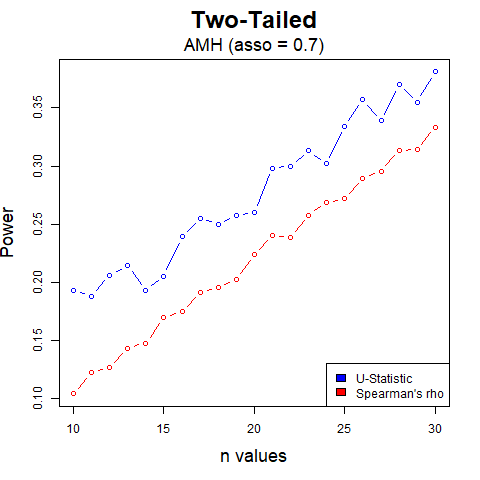 Two-Tailed
AMH (asso = 0.7)
Power
0.35
0.30
0.25
0.20
0.15
0.10
10 15 20 25 30
n values
U-Statistic
Spearman's rho